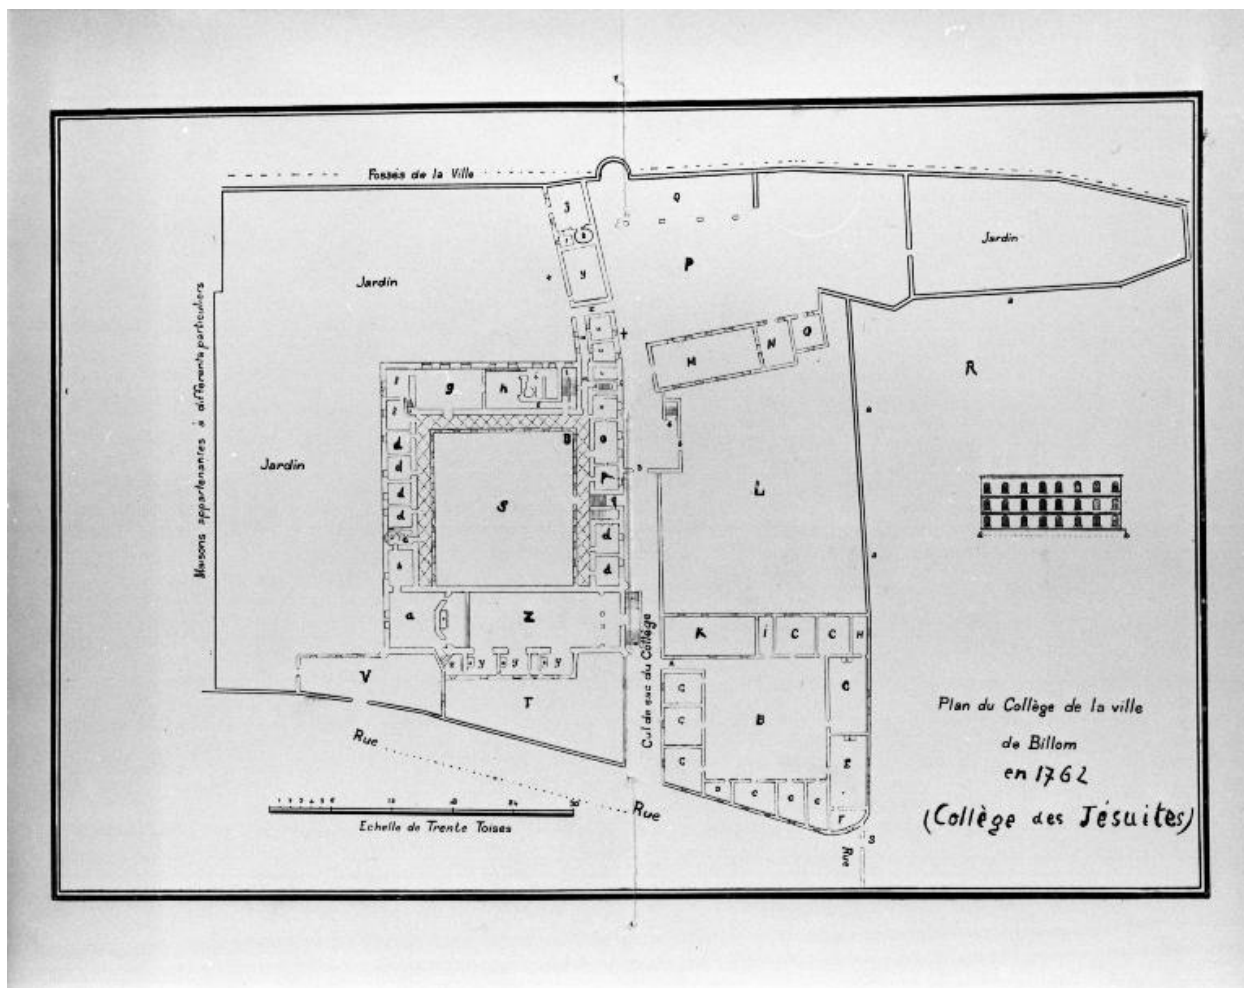 Fossés de la Ville
Jardin
Jardin
Jardin
Maisons appartenantes à différents particuliers
3
y
Q
P
M
N
O
R
g
h
L
B
S
d
d
d
d
d
d
a
Z
y
y
y
V
T
K
i
C
C
H
C
C
C
C
B
E
D
C
C
C
F
S
Cul de sac du Collège
Rue
Rue
Rue
Echelle de Trente Toises
Plan du Collège de la ville
de Billom
en 1762
(Collège des Jésuites)